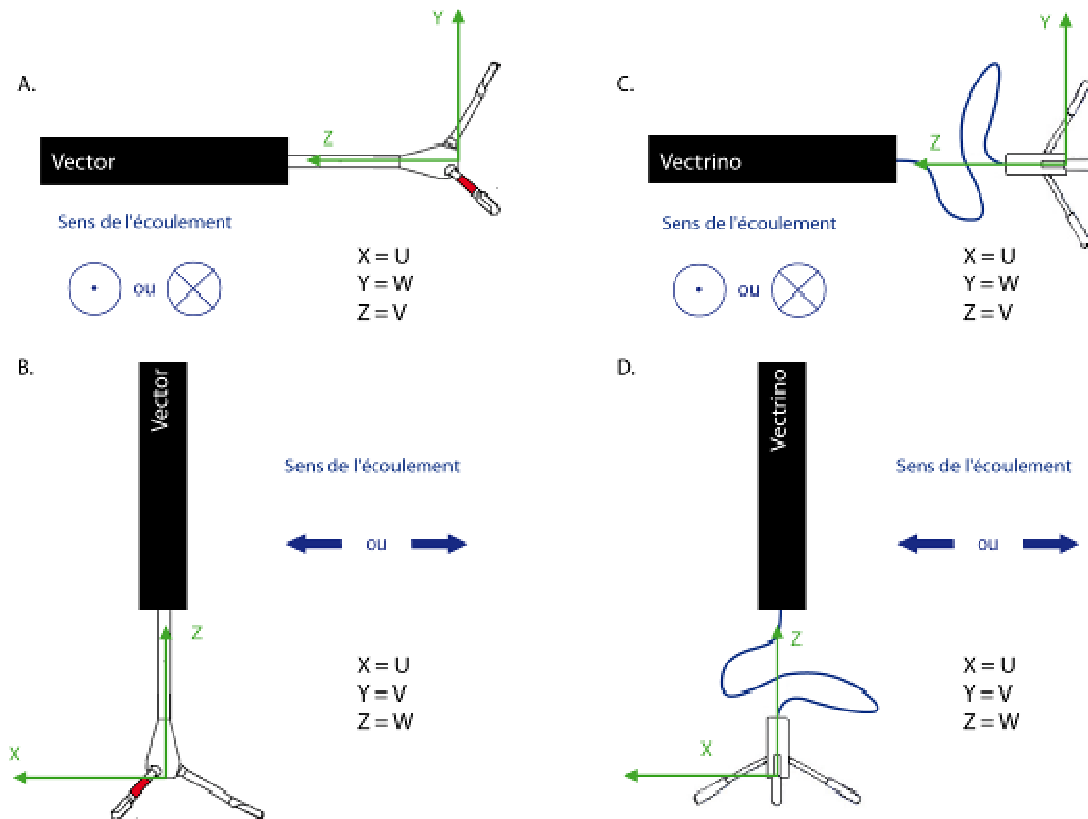 A.
Y
Z
Vector
Sens de l'écoulement
ou
X = U
Y = W
Z = V
C.
Y
Z
Vectrino
Sens de l'écoulement
ou
X = U
Y = W
Z = V
B.
Vector
Sens de l'écoulement
ou
Z
X = U
Y = V
Z = W
X
D.
Vectrino
Sens de l'écoulement
ou
Z
X = U
Y = V
Z = W
X